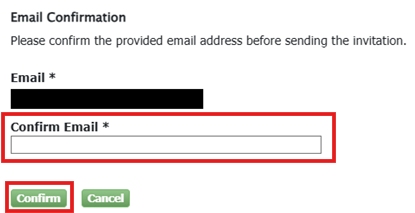 Email Confirmation
Please confirm the provided email address before sending the invitation.
Email *
Confirm Email *
Confirm Cancel